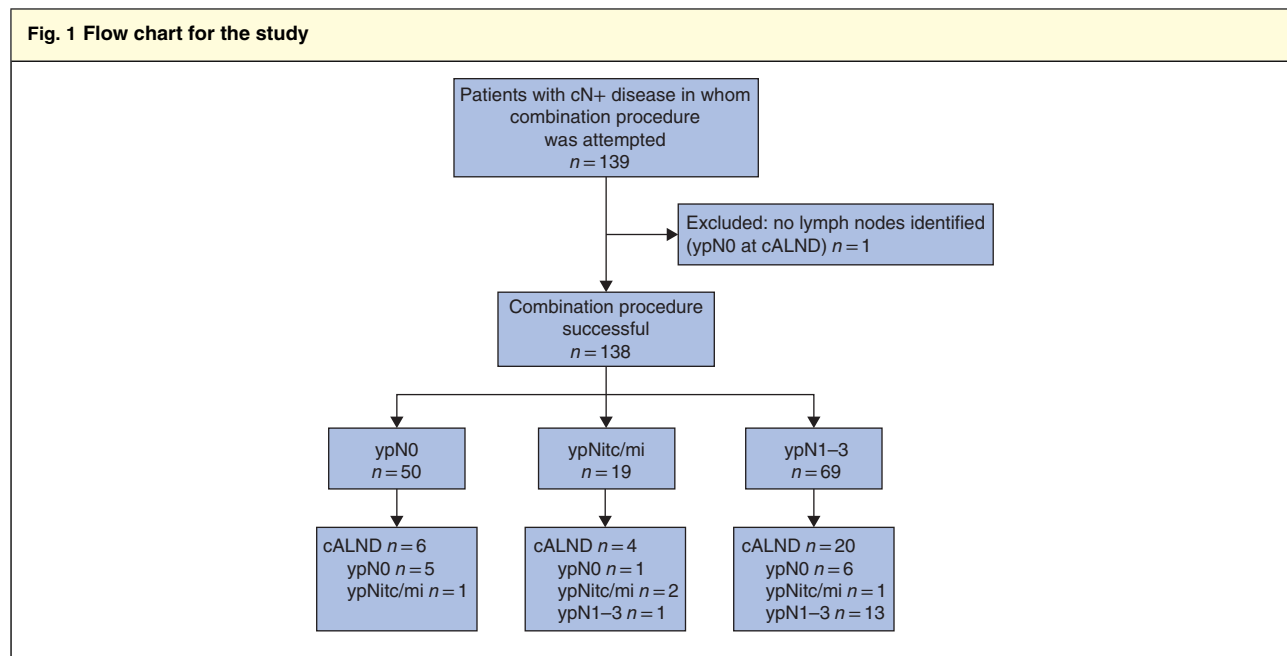 Fig. 1 Flow chart for the study
Patients with cN+ disease in whom
combination procedure
was attempted
n = 139
Excluded: no lymph nodes identified
(ypN0 at cALND) n = 1
Combination procedure
successful
n = 138
ypN0
n = 50
ypNitc/mi
n = 19
ypN1–3
n = 69
cALND n = 6
ypN0 n = 5
ypNitc/mi n = 1
cALND n = 4
ypN0 n = 1
ypNitc/mi n = 2
ypN1–3 n = 1
cALND n = 20
ypN0 n = 6
ypNitc/mi n = 1
ypN1–3 n = 13